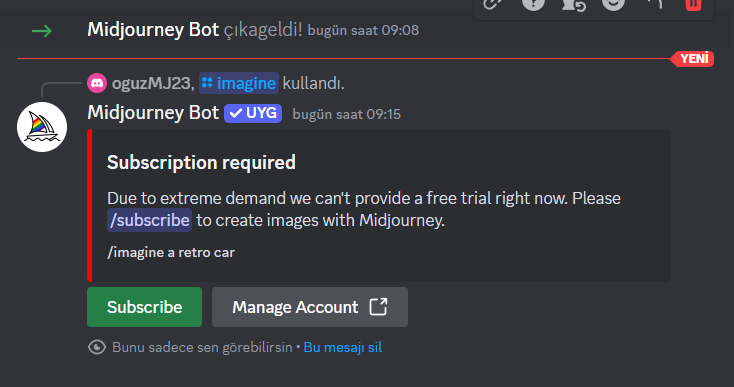 Midjourney Bot çıkageldi! bugün saat 09:08
YENİ
oguzMJ23, imagine kullandı.
Midjourney Bot UYG bugün saat 09:15
Subscription required
Due to extreme demand we can't provide a free trial right now. Please
/subscribe to create images with Midjourney.
/imagine a retro car
Subscribe Manage Account
Bunu sadece sen görebilirsin • Bu mesajı sil